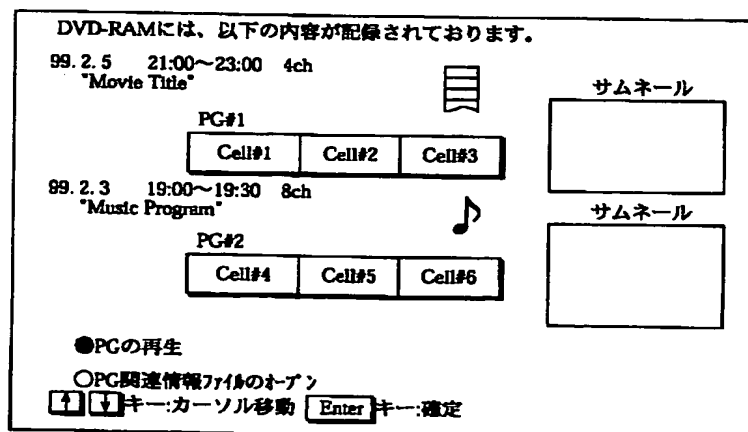 DVD-RAMには、以下の内容が記録されております。
99. 2. 5 21:00〜23:00 4ch
"Movie Title"
サムネール
PG#1
Cell#1 Cell#2 Cell#3
99. 2. 3 19:00〜19:30 8ch
"Music Program"
サムネール
PG#2
Cell#4 Cell#5 Cell#6
●PGの再生
○PG関連情報ファイルのオープン
↑ ↓ キー:カーソル移動 Enter キー:確定